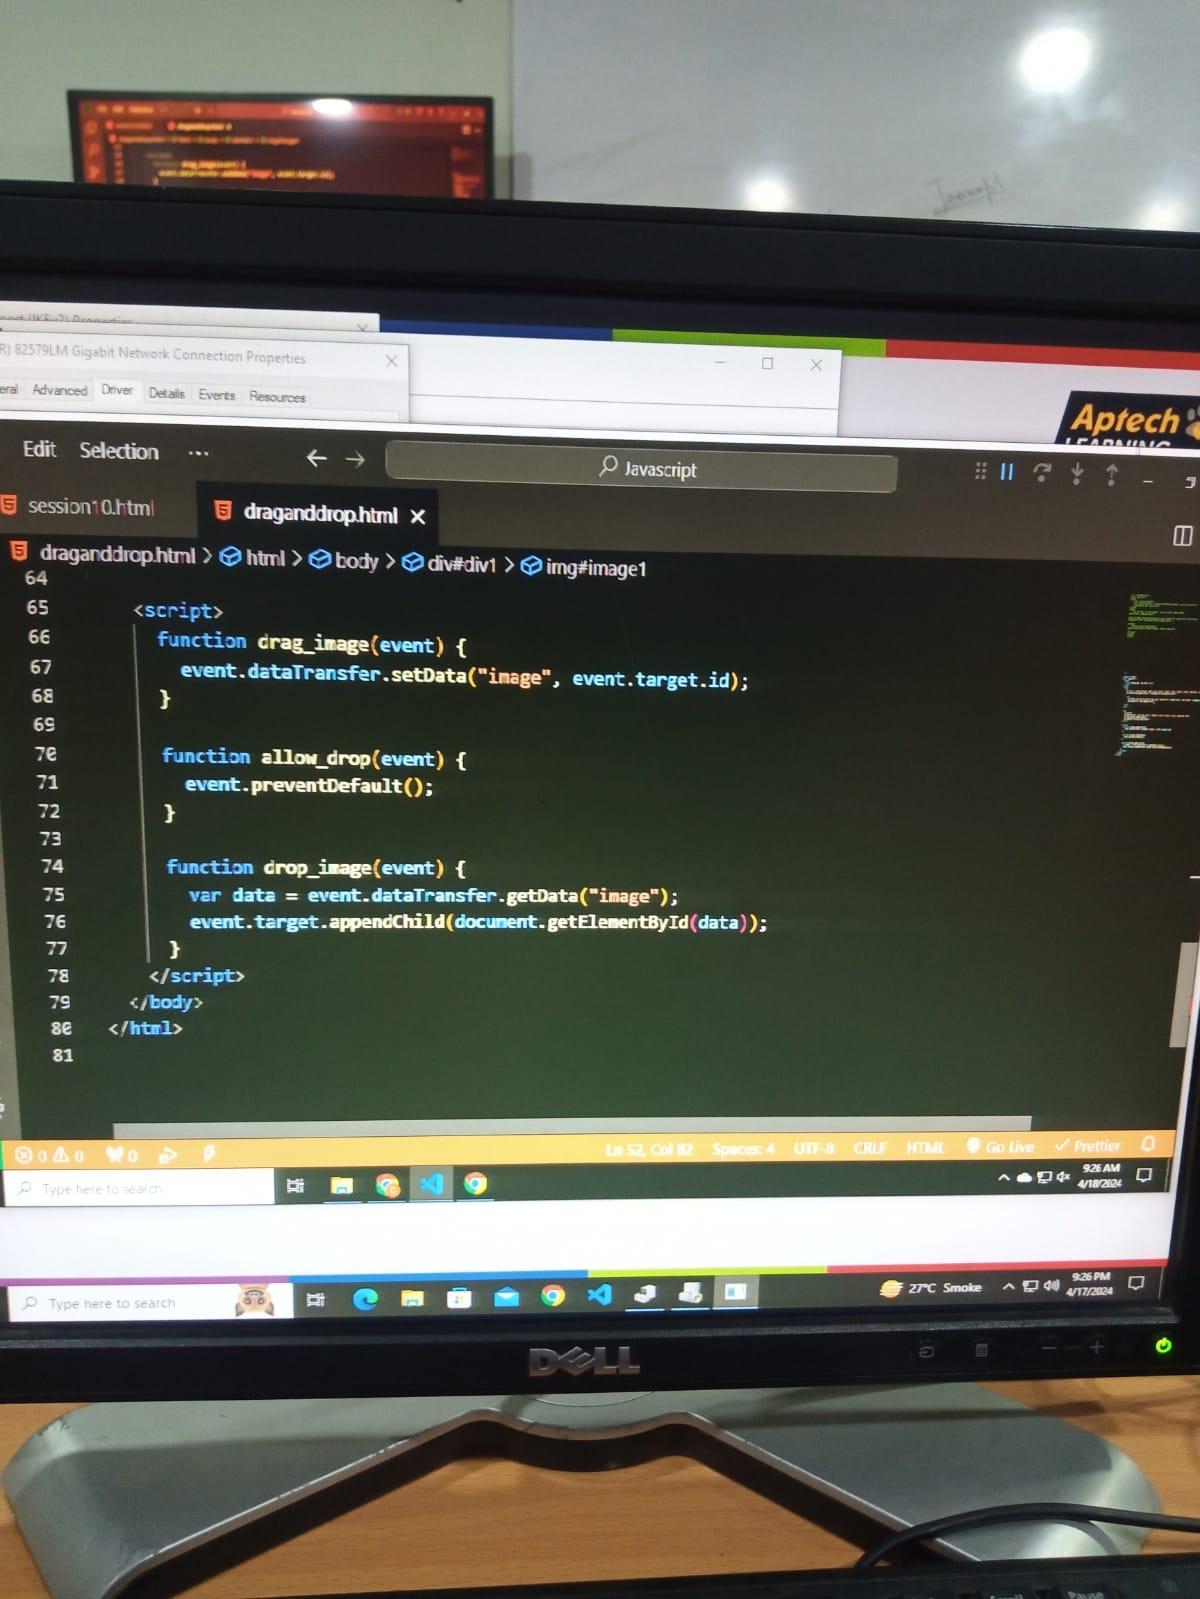 R) 82579LM Gigabit Network Connection Properties
Advanced Driver Details Events Resources
Aptech
LEARNING
Edit Selection ··· Javascript
session10.html draganddrop.html
draganddrop.html > html > body > div#div1 > img#image1
64
65 <script>
66 function drag_image(event) {
67 event.dataTransfer.setData("image", event.target.id);
68 }
69
70 function allow_drop(event) {
71 event.preventDefault();
72 }
73
74 function drop_image(event) {
75 var data = event.dataTransfer.getData("image");
76 event.target.appendChild(document.getElementById(data));
77 }
78 </script>
79 </body>
80 </html>
81
0 0 0 Ln 52, Col 82 Spaces: 4 UTF-8 CRLF HTML Go Live Prettier
Type here to search 9:26 AM
4/18/2024
Type here to search 27°C Smoke 9:26 PM
4/17/2024
DELL
Pause